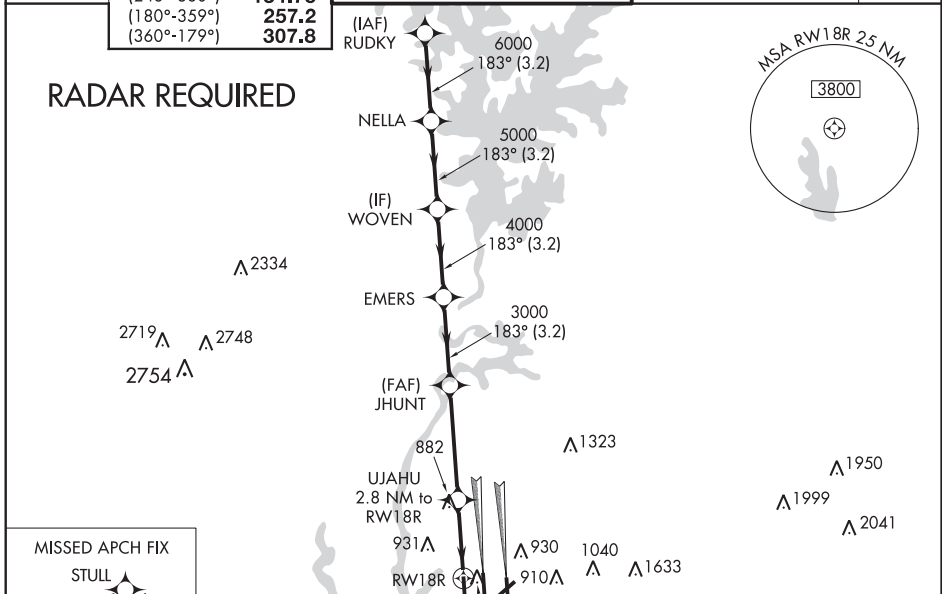 (180°-359°) 257.2
(360°-179°) 307.8
RADAR REQUIRED
(IAF)
RUDKY
6000
183° (3.2)
NELLA
5000
183° (3.2)
(IF)
WOVEN
4000
183° (3.2)
EMERS
3000
183° (3.2)
(FAF)
JHUNT
MSA RW18R 25 NM
3800
2334
2719
2748
2754
1323
882
UJAHU
2.8 NM to
RW18R
1950
1999
2041
931
930
1040
910
1633
RW18R
MISSED APCH FIX
STULL